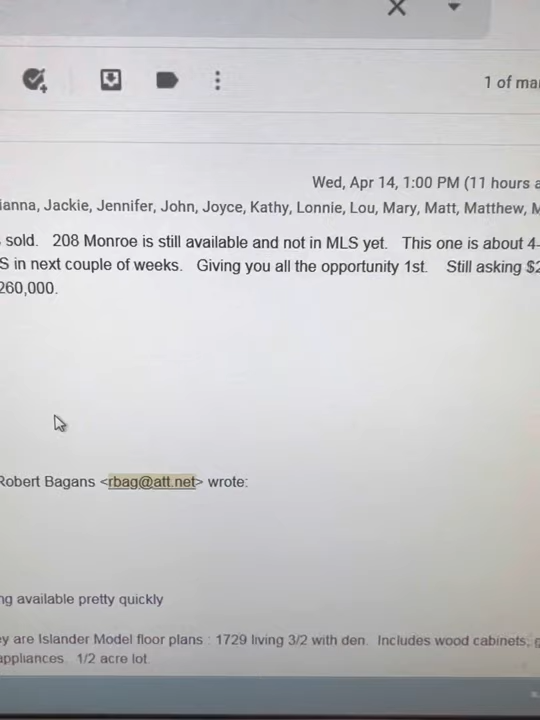 1 of
Wed, Apr 14, 1:00 PM (11 hours
Jackie, Jennifer, John, Joyce, Kathy, Lonnie, Lou, Mary, Matt, Matthew,
sold. 208 Monroe is still available and not in MLS yet. This one is about 4-
S in next couple of weeks. Giving you all the opportunity 1st. Still asking $2
260,000.
Robert Bagans <rbag@att.net> wrote:
ng available pretty quickly
ey are Islander Model floor plans : 1729 living 3/2 with den. Includes wood cabinets,
appliances. 1/2 acre lot.